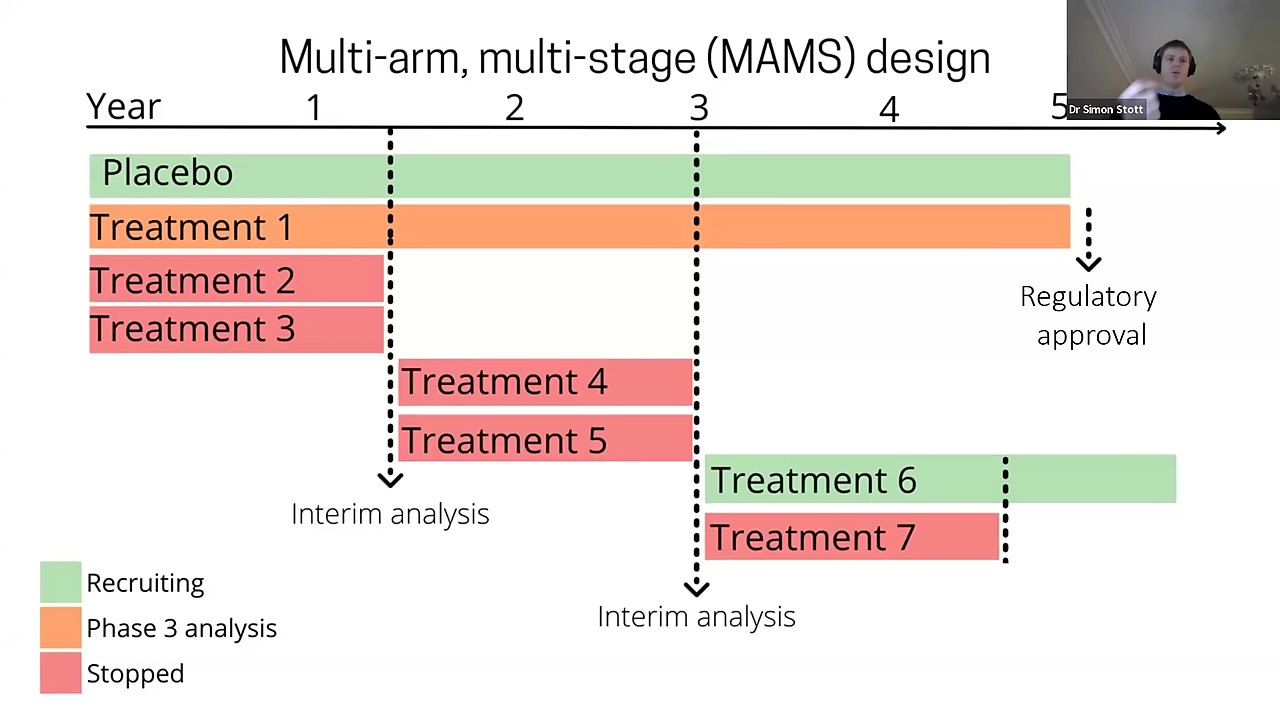 Multi-arm, multi-stage (MAMS) design
Year 1 2 3 4 5
Dr Simon Stott
Placebo
Treatment 1
Treatment 2
Treatment 3
Regulatory
approval
Treatment 4
Treatment 5
Treatment 6
Interim analysis
Treatment 7
Recruiting
Interim analysis
Phase 3 analysis
Stopped